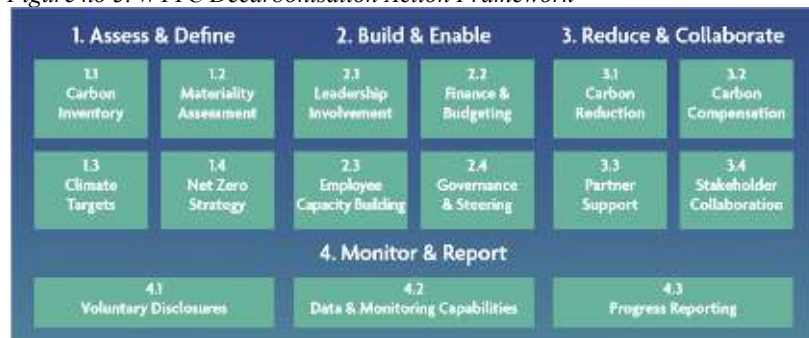 Figure no 3. WTTC Decarbonisation Action Framework
1. Assess & Define
2. Build & Enable
3. Reduce & Collaborate
1.1
Carbon
Inventory
1.2
Materiality
Assessment
2.1
Leadership
Involvement
2.2
Finance &
Budgeting
3.1
Carbon
Reduction
3.2
Carbon
Compensation
1.3
Climate
Targets
1.4
Net Zero
Strategy
2.3
Employee
Capacity Building
2.4
Governance
& Steering
3.3
Partner
Support
3.4
Stakeholder
Collaboration
4. Monitor & Report
4.1
Voluntary Disclosures
4.2
Data & Monitoring Capabilities
4.3
Progress Reporting